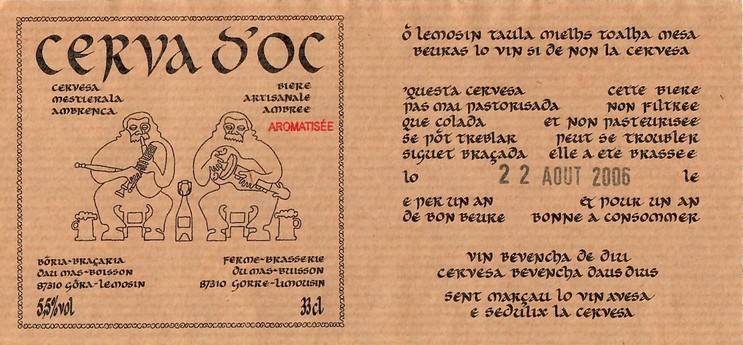 CERVA D'OC
CERVESA
MESTIERALA
AMBRENCA
BIERE
ARTISANALE
AMBREE
AROMATISÉE
BÒRIA-BRAÇARIA
DAU MAS-BOISSON
87310 GÒRA-LEMOSIN
FERME-BRASSERIE
DU MAS-BUISSON
87310 GORRE-LIMOUSIN
5,5%vol
33cl
Ô LEMOSIN TAULA MIELHS TOALHA MESA
BEURAS LO VIN SI DE NON LA CERVESA
'QUESTA CERVESA CETTE BIERE
PAS MAI PASTORISADA NON FILTREE
QUE COLADA ET NON PASTEURISEE
SE PÒT TREBLAR PEUT SE TROUBLER
SIGUET BRAÇADA ELLE A ETE BRASSEE
LO 22 AOUT 2006 LE
E PER UN AN ET POUR UN AN
DE BON BEURE BONNE A CONSOMMER
VIN BEVENCHA DE DIU
CERVESA BEVENCHA DAUS DIUS
SENT MARÇAU LO VIN AVESA
E SEDULIX LA CERVESA